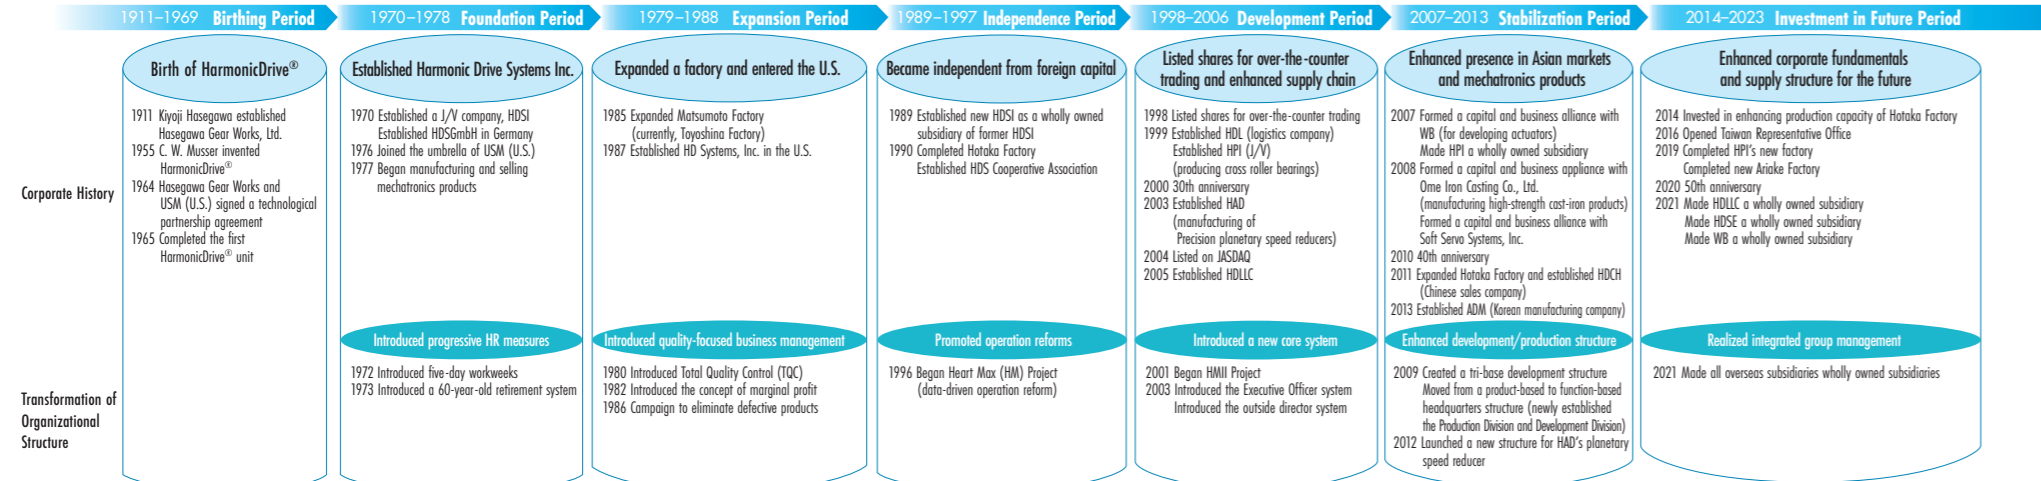 1911–1969 Birthing Period
1970–1978 Foundation Period
1979–1988 Expansion Period
1989–1997 Independence Period
1998–2006 Development Period
2007–2013 Stabilization Period
2014–2023 Investment in Future Period
Corporate History
Birth of HarmonicDrive®
1911 Kiyoji Hasegawa established
Hasegawa Gear Works, Ltd.
1955 C. W. Musser invented
HarmonicDrive®
1964 Hasegawa Gear Works and
USM (U.S.) signed a technological
partnership agreement
1965 Completed the first
HarmonicDrive® unit
Established Harmonic Drive Systems Inc.
1970 Established a J/V company, HDSI
Established HDSGmbH in Germany
1976 Joined the umbrella of USM (U.S.)
1977 Began manufacturing and selling
mechatronics products
Expanded a factory and entered the U.S.
1985 Expanded Matsumoto Factory
(currently, Toyoshina Factory)
1987 Established HD Systems, Inc. in the U.S.
Became independent from foreign capital
1989 Established new HDSI as a wholly owned
subsidiary of former HDSI
1990 Completed Hotaka Factory
Established HDS Cooperative Association
Listed shares for over-the-counter
trading and enhanced supply chain
1998 Listed shares for over-the-counter trading
1999 Established HDL (logistics company)
Established HPI (J/V)
(producing cross roller bearings)
2000 30th anniversary
2003 Established HAD
(manufacturing of
Precision planetary speed reducers)
2004 Listed on JASDAQ
2005 Established HDLLC
Enhanced presence in Asian markets
and mechatronics products
2007 Formed a capital and business alliance with
WB (for developing actuators)
Made HPI a wholly owned subsidiary
2008 Formed a capital and business appliance with
Ome Iron Casting Co., Ltd.
(manufacturing high-strength cast-iron products)
Formed a capital and business alliance with
Soft Servo Systems, Inc.
2010 40th anniversary
2011 Expanded Hotaka Factory and established HDCH
(Chinese sales company)
2013 Established ADM (Korean manufacturing company)
Enhanced corporate fundamentals
and supply structure for the future
2014 Invested in enhancing production capacity of Hotaka Factory
2016 Opened Taiwan Representative Office
2019 Completed HPI's new factory
Completed new Ariake Factory
2020 50th anniversary
2021 Made HDLLC a wholly owned subsidiary
Made HDSE a wholly owned subsidiary
Made WB a wholly owned subsidiary
Transformation of
Organizational
Structure
Introduced progressive HR measures
1972 Introduced five-day workweeks
1973 Introduced a 60-year-old retirement system
Introduced quality-focused business management
1980 Introduced Total Quality Control (TQC)
1982 Introduced the concept of marginal profit
1986 Campaign to eliminate defective products
Promoted operation reforms
1996 Began Heart Max (HM) Project
(data-driven operation reform)
Introduced a new core system
2001 Began HMII Project
2003 Introduced the Executive Officer system
Introduced the outside director system
Enhanced development/production structure
2009 Created a tri-base development structure
Moved from a product-based to function-based
headquarters structure (newly established
the Production Division and Development Division)
2012 Launched a new structure for HAD's planetary
speed reducer
Realized integrated group management
2021 Made all overseas subsidiaries wholly owned subsidiaries